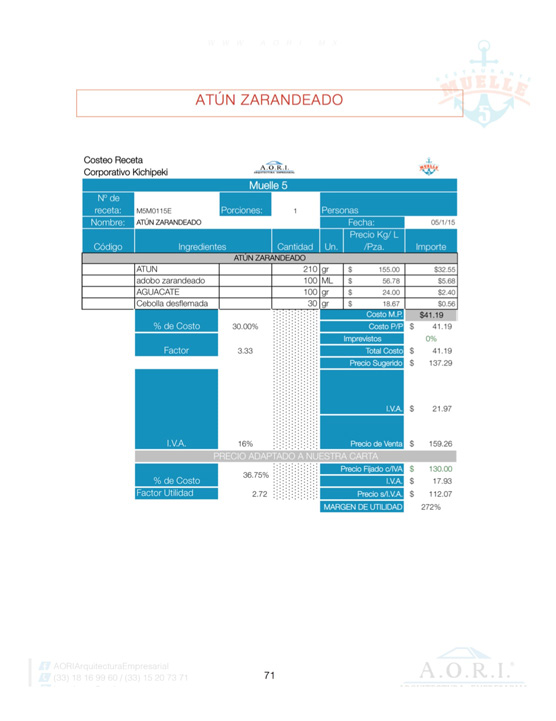 WWW.AORI.MX
RESTAURANTE
MUELLE
5
ATÚN ZARANDEADO
Costeo Receta
Corporativo Kichipeki
A.O.R.I.
Muelle 5
Nº de receta: M5M0115E Porciones: 1 Personas
Nombre: ATÚN ZARANDEADO Fecha: 05/1/15
Código Ingredientes Cantidad Un. Precio Kg/ L /Pza. Importe
ATÚN ZARANDEADO
ATUN 210 gr $ 155.00 $32.55
adobo zarandeado 100 ML $ 56.78 $5.68
AGUACATE 100 gr $ 24.00 $2.40
Cebolla desflemada 30 gr $ 18.67 $0.56
Costo M.P. $41.19
% de Costo 30.00% Costo P/P $ 41.19
Imprevistos 0%
Factor 3.33 Total Costo $ 41.19
Precio Sugerido $ 137.29
I.V.A. $ 21.97
I.V.A. 16% Precio de Venta $ 159.26
PRECIO ADAPTADO A NUESTRA CARTA
Precio Fijado c/IVA $ 130.00
% de Costo 36.75% I.V.A. $ 17.93
Factor Utilidad 2.72 Precio s/I.V.A. $ 112.07
MARGEN DE UTILIDAD 272%
AORIArquitecturaEmpresarial
(33) 18 16 99 60 / (33) 15 20 73 71
71
A.O.R.I.